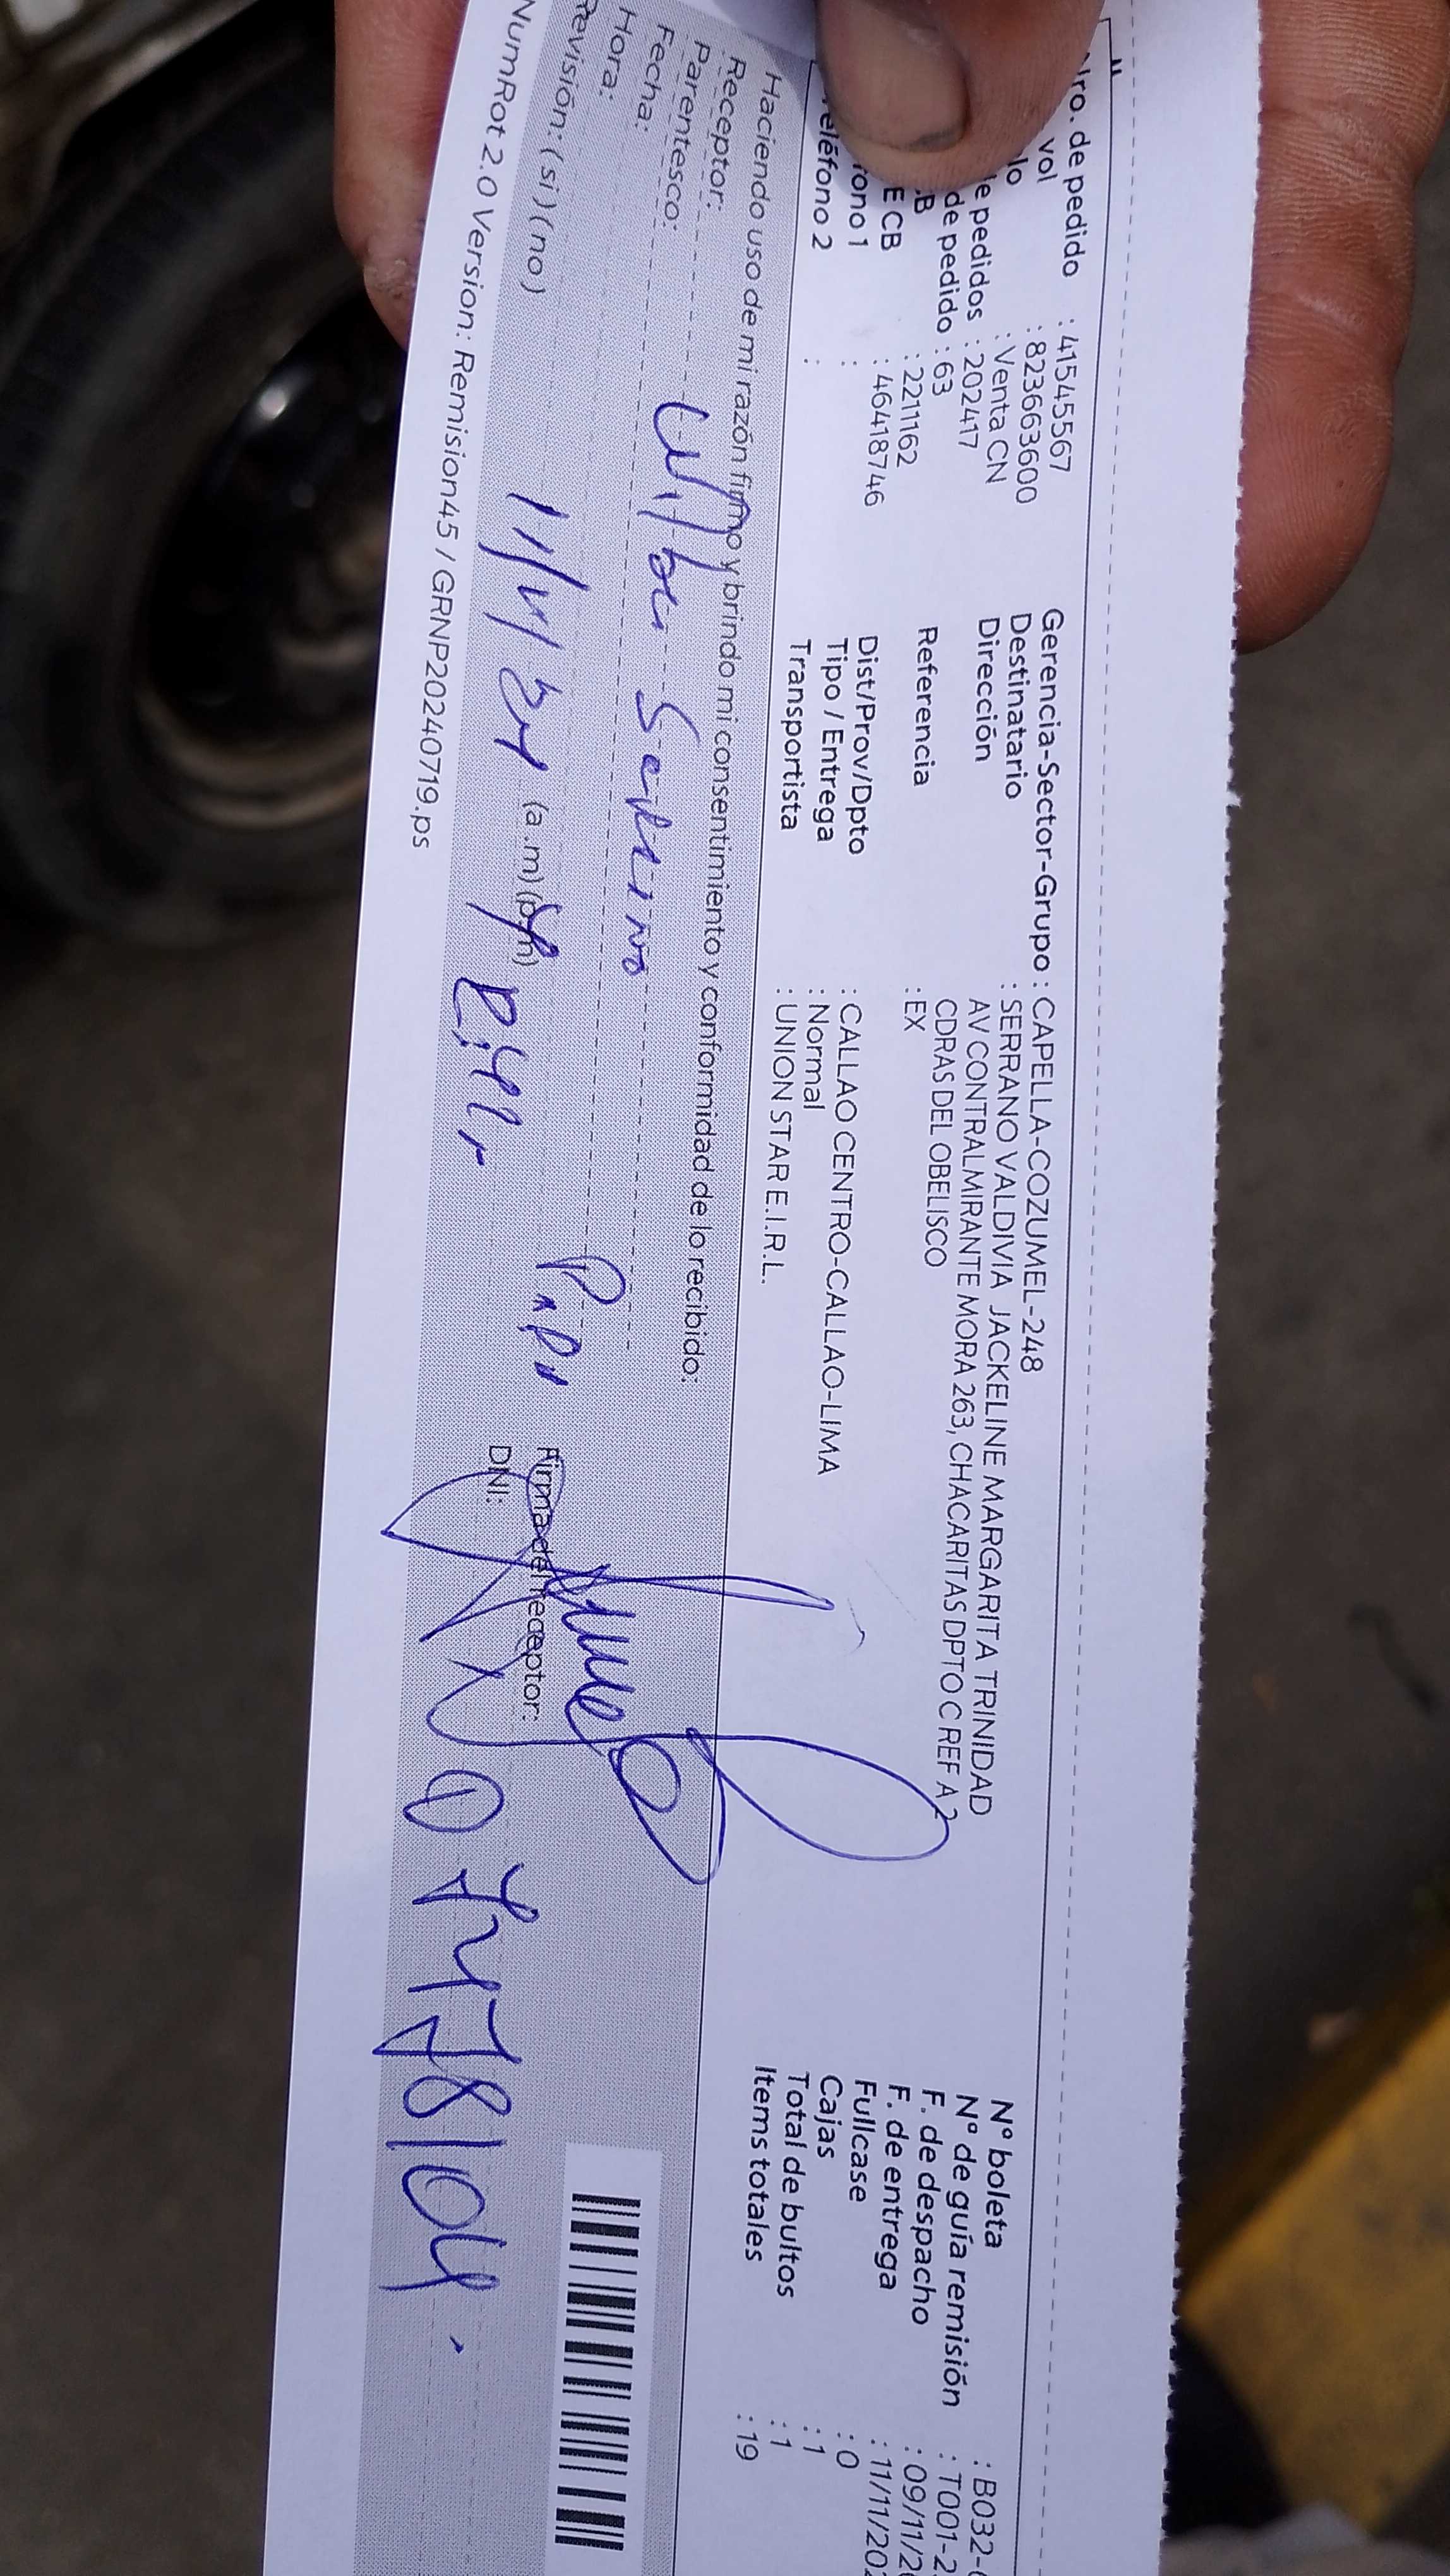 Nro. de pedido : 41545567
vol : 823663600
lo : Venta CN
de pedidos : 202417
de pedido : 63
CB : 2211162
E CB : 46418746
fono 1 :
Teléfono 2 :
Gerencia-Sector-Grupo : CAPELLA-COZUMEL-248
Destinatario : SERRANO VALDIVIA JACKELINE MARGARITA TRINIDAD
Dirección AV CONTRALMIRANTE MORA 263, CHACARITAS DPTO C REF A 2
CDRAS DEL OBELISCO
Referencia : EX
Dist/Prov/Dpto : CALLAO CENTRO-CALLAO-LIMA
Tipo / Entrega : Normal
Transportista : UNION STAR E.I.R.L.
N° boleta : B032-
N° de guía remisión : T001-2
F. de despacho : 09/11/20
F. de entrega : 11/11/202
Fullcase : 0
Cajas : 1
Total de bultos : 1
Items totales : 19
Haciendo uso de mi razón firmo y brindo mi consentimiento y conformidad de lo recibido:
Receptor:
Parentesco: Papa
Fecha: 11/11/24
Hora: (a.m) (p.m)
Revisión: (si) (no)
Firma del receptor:
DNI:
NumRot 2.0 Version: Remision45 / GRNP20240719.ps